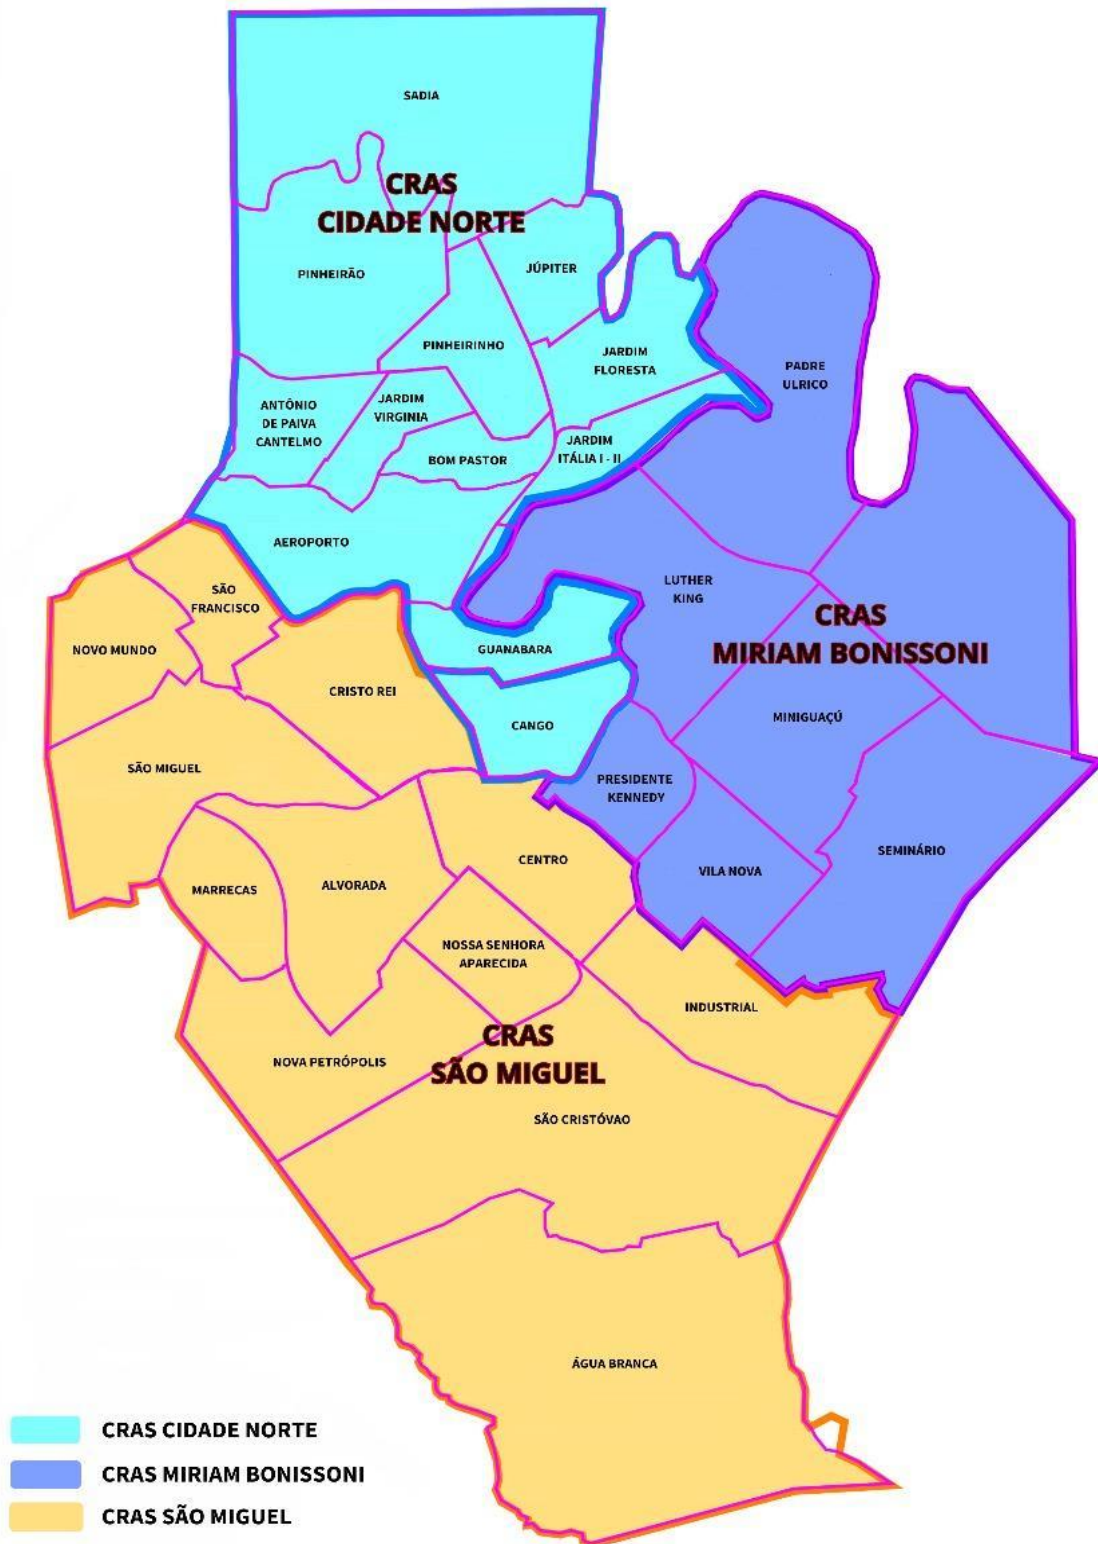 SADIA
CRAS
CIDADE NORTE
PINHEIRÃO
JÚPITER
PINHEIRINHO
JARDIM
FLORESTA
PADRE
ULRICO
ANTÔNIO
DE PAIVA
CANTELMO
JARDIM
VIRGINIA
BOM PASTOR
JARDIM
ITÁLIA I - II
AEROPORTO
SÃO
FRANCISCO
LUTHER
KING
CRAS
MIRIAM BONISSONI
NOVO MUNDO
GUANABARA
CRISTO REI
MINIGUAÇÚ
CANGO
SÃO MIGUEL
PRESIDENTE
KENNEDY
CENTRO
SEMINÁRIO
VILA NOVA
MARRECAS
ALVORADA
NOSSA SENHORA
APARECIDA
INDUSTRIAL
CRAS
SÃO MIGUEL
NOVA PETRÓPOLIS
SÃO CRISTÓVAO
ÁGUA BRANCA
CRAS CIDADE NORTE
CRAS MIRIAM BONISSONI
CRAS SÃO MIGUEL